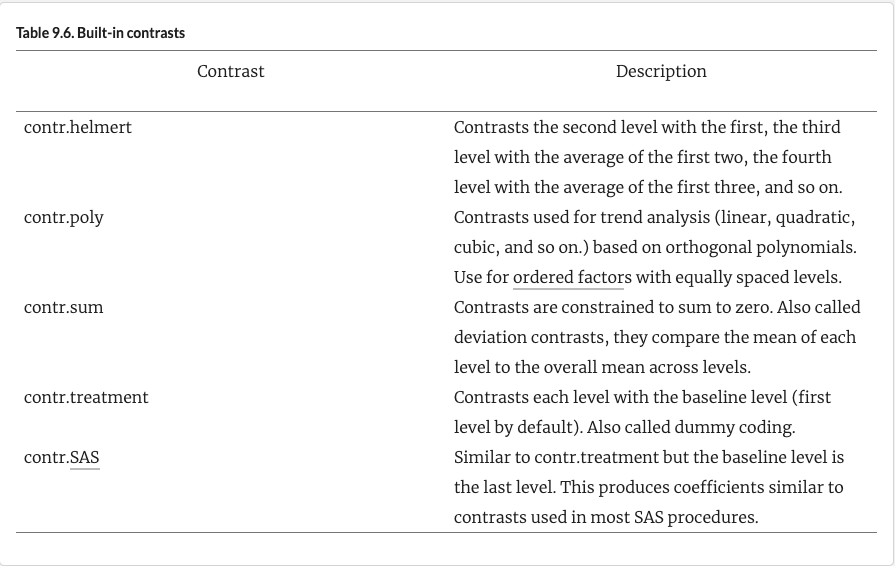 Table 9.6. Built-in contrasts
Contrast Description
contr.helmert Contrasts the second level with the first, the third
level with the average of the first two, the fourth
level with the average of the first three, and so on.
contr.poly Contrasts used for trend analysis (linear, quadratic,
cubic, and so on.) based on orthogonal polynomials.
Use for ordered factors with equally spaced levels.
contr.sum Contrasts are constrained to sum to zero. Also called
deviation contrasts, they compare the mean of each
level to the overall mean across levels.
contr.treatment Contrasts each level with the baseline level (first
level by default). Also called dummy coding.
contr.SAS Similar to contr.treatment but the baseline level is
the last level. This produces coefficients similar to
contrasts used in most SAS procedures.